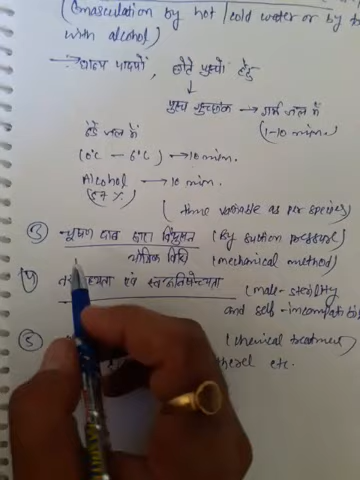 (Emasculation by hot / cold water or by
with alcohol)
→ धान्य पादपों, छोटे पुष्पों हेतु
↓
पुष्प गुच्छक → गर्म जल में
(1-10 min.
ठंडे जल में
(0°C - 6°C) → 10 min.
Alcohol → 10 min.
(57 %)
(time variable as per species)
③ चूषण दाब द्वारा विपुंसन (By suction pressure)
यांत्रिक विधि (mechanical method)
④ एवं स्वअनिषेच्यता (male-sterility
and self-incompati
⑤ (chemical treatment)
etc.